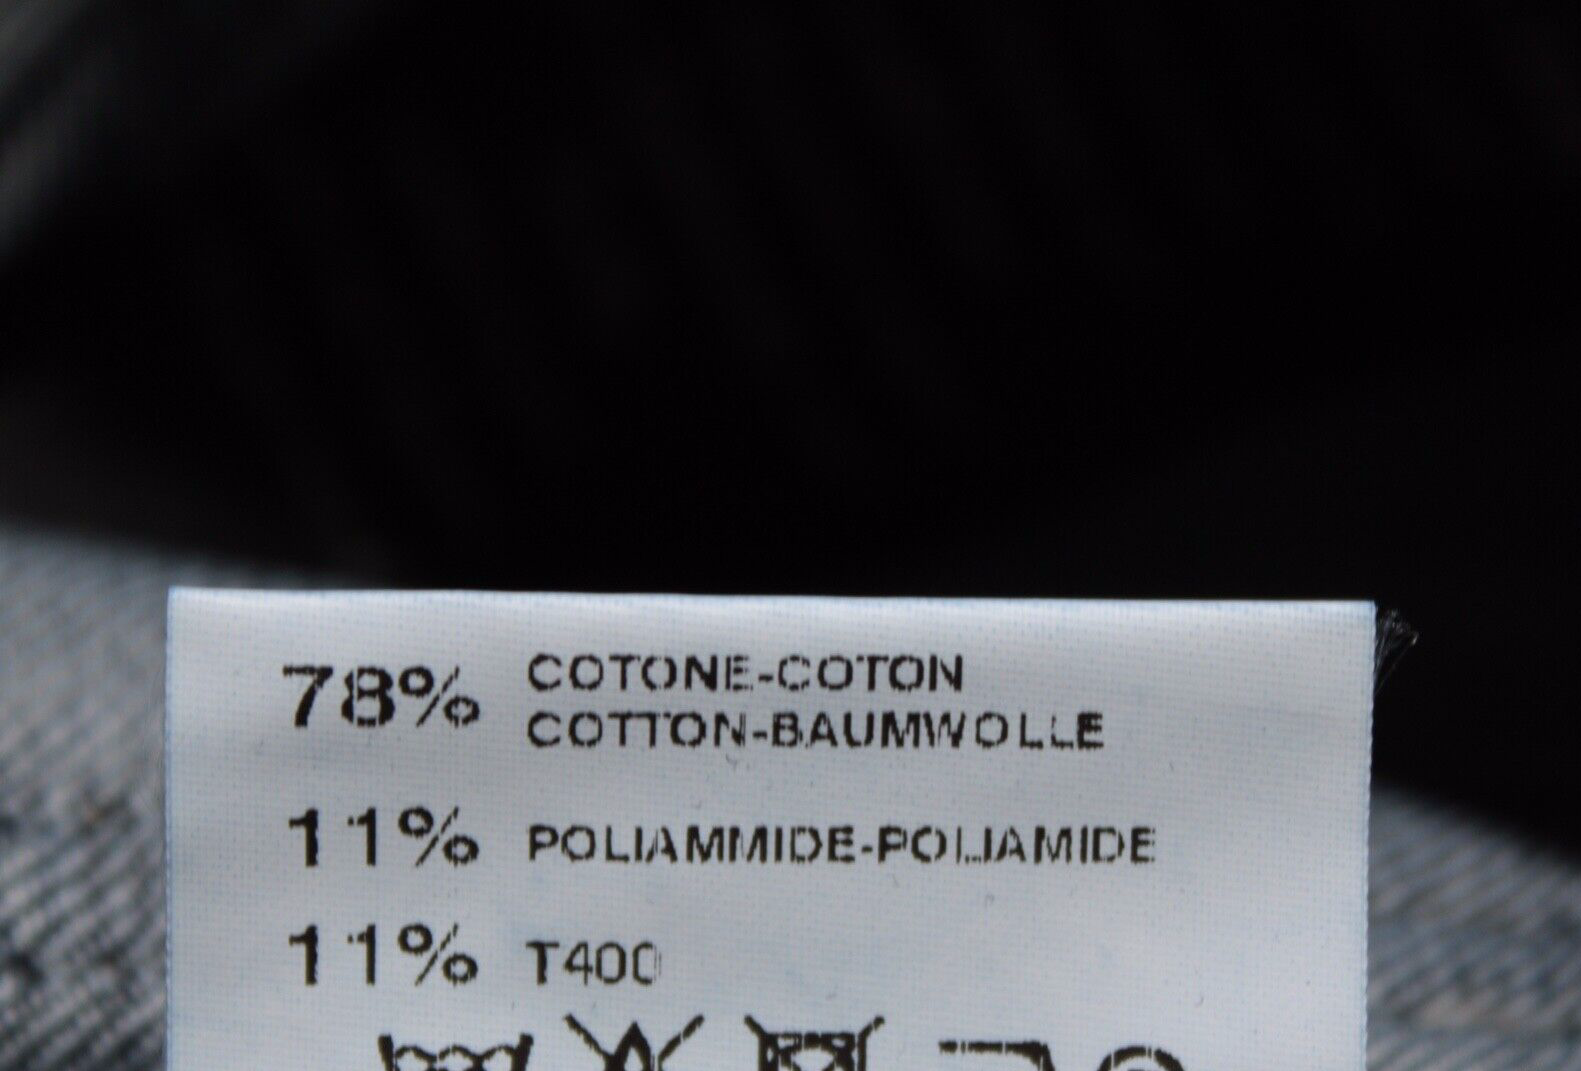 78% COTONE-COTON
COTTON-BAUMWOLLE
11% POLIAMMIDE-POLIAMIDE
11% T400